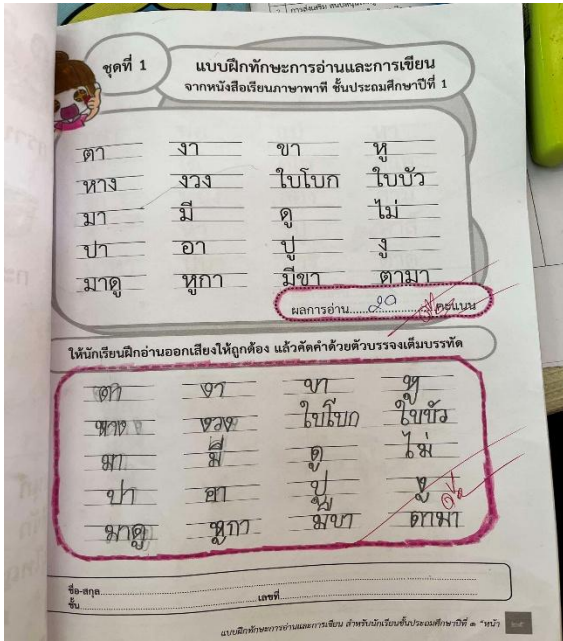 ชุดที่ 1
แบบฝึกทักษะการอ่านและการเขียน
จากหนังสือเรียนภาษาพาที ชั้นประถมศึกษาปีที่ 1
ตา งา ขา หู
หาง งวง ใบโบก ใบบัว
มา มี ดู ไม่
ปา อา ปู งู
มาดู หูกา มีขา ตามา
ผลการอ่าน......๒๐......คะแนน
ให้นักเรียนฝึกอ่านออกเสียงให้ถูกต้อง แล้วคัดคำด้วยตัวบรรจงเต็มบรรทัด
ตา งา ขา หู
หาง งวง ใบโบก ใบบัว
มา มี ดู ไม่
ปา อา ปู งู
มาดู หูกา มีขา ตามา
ชื่อ-สกุล
ชั้น เลขที่
แบบฝึกทักษะการอ่านและการเขียน สำหรับนักเรียนชั้นประถมศึกษาปีที่ ๑ "หน้า